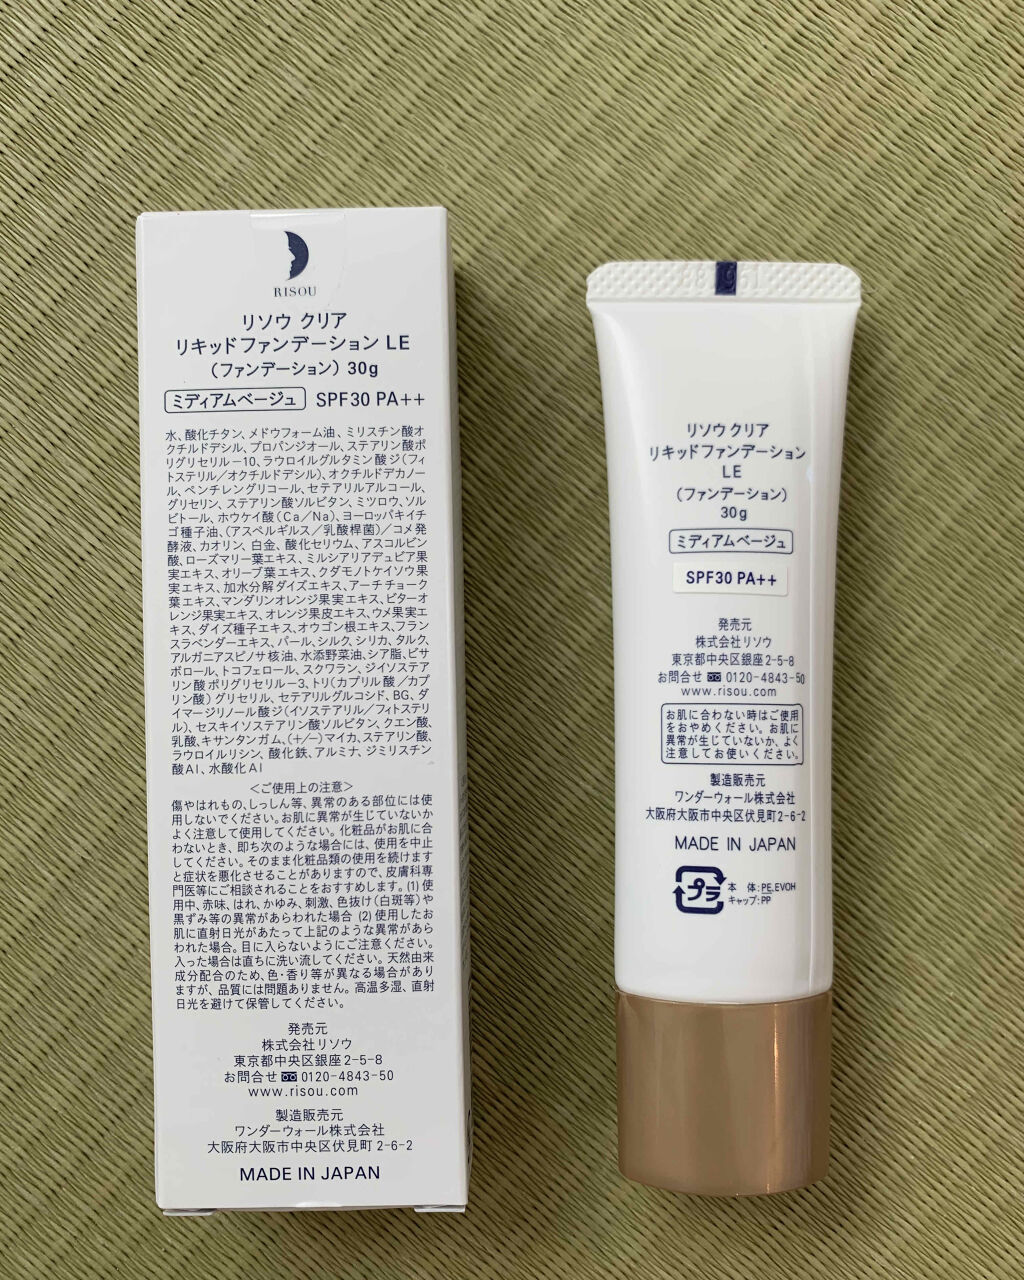 RISOU
リソウ クリア
リキッドファンデーション LE
（ファンデーション）30g
ミディアムベージュ SPF30 PA++
水、酸化チタン、メドウフォーム油、ミリスチン酸オ
クチルドデシル、プロパンジオール、ステアリン酸ポ
リグリセリル－10、ラウロイルグルタミン酸ジ（フィ
トステリル／オクチルドデシル）、オクチルドデカノー
ル、ペンチレングリコール、セテアリルアルコール、
グリセリン、ステアリン酸ソルビタン、ミツロウ、ソル
ビトール、ホウケイ酸（Ca／Na）、ヨーロッパキイチ
ゴ種子油、（アスペルギルス／乳酸桿菌）／コメ発
酵液、カオリン、白金、酸化セリウム、アスコルビン
酸、ローズマリー葉エキス、ミルシアリアデュビア果
実エキス、オリーブ葉エキス、クダモノトケイソウ果
実エキス、加水分解ダイズエキス、アーチチョーク
葉エキス、マンダリンオレンジ果実エキス、ビターオ
レンジ果実エキス、オレンジ果皮エキス、ウメ果実エ
キス、ダイズ種子エキス、オウゴン根エキス、フラン
スラベンダーエキス、パール、シルク、シリカ、タルク、
アルガニアスピノサ核油、水添野菜油、シア脂、ビサ
ボロール、トコフェロール、スクワラン、ジイソステア
リン酸ポリグリセリル－3、トリ（カプリル酸／カプ
リン酸）グリセリル、セテアリルグルコシド、BG、ダ
イマージリノール酸ジ（イソステアリル／フィトステリ
ル）、セスキイソステアリン酸ソルビタン、クエン酸、
乳酸、キサンタンガム、（＋/－）マイカ、ステアリン酸、
ラウロイルリシン、酸化鉄、アルミナ、ジミリスチン
酸Al、水酸化Al
＜ご使用上の注意＞
傷やはれもの、しっしん等、異常のある部位には使
用しないでください。お肌に異常が生じていないか
よく注意して使用してください。化粧品がお肌に合
わないとき、即ち次のような場合には、使用を中止
してください。そのまま化粧品類の使用を続けます
と症状を悪化させることがありますので、皮膚科専
門医等にご相談されることをおすすめします。(1)使
用中、赤味、はれ、かゆみ、刺激、色抜け（白斑等）や
黒ずみ等の異常があらわれた場合 (2)使用したお
肌に直射日光があたって上記のような異常があら
われた場合。目に入らないようにご注意ください。
入った場合は直ちに洗い流してください。天然由来
成分配合のため、色・香り等が異なる場合があり
ますが、品質には問題ありません。高温多湿、直射
日光を避けて保管してください。
発売元
株式会社リソウ
東京都中央区銀座2-5-8
お問合せ 0120-4843-50
www.risou.com
製造販売元
ワンダーウォール株式会社
大阪府大阪市中央区伏見町2-6-2
MADE IN JAPAN
リソウ クリア
リキッドファンデーション
LE
（ファンデーション）
30g
ミディアムベージュ
SPF30 PA++
発売元
株式会社リソウ
東京都中央区銀座2-5-8
お問合せ 0120-4843-50
www.risou.com
お肌に合わない時はご使用
をおやめください。お肌に
異常が生じていないか、よく
注意してお使いください。
製造販売元
ワンダーウォール株式会社
大阪府大阪市中央区伏見町2-6-2
MADE IN JAPAN
プラ
本 体：PE.EVOH
キャップ：PP